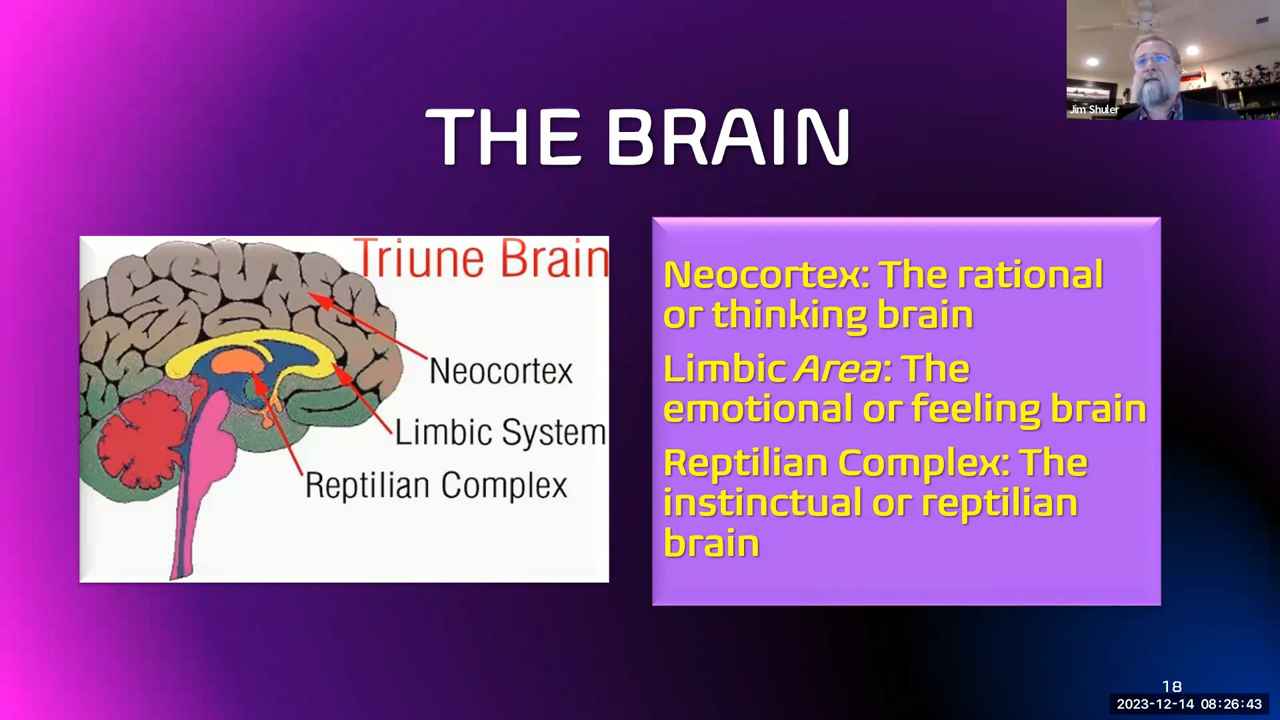 Jim Shuler
THE BRAIN
Triune Brain
Neocortex
Limbic System
Reptilian Complex
Neocortex: The rational
or thinking brain
Limbic Area: The
emotional or feeling brain
Reptilian Complex: The
instinctual or reptilian
brain
18
2023-12-14 08:26:43